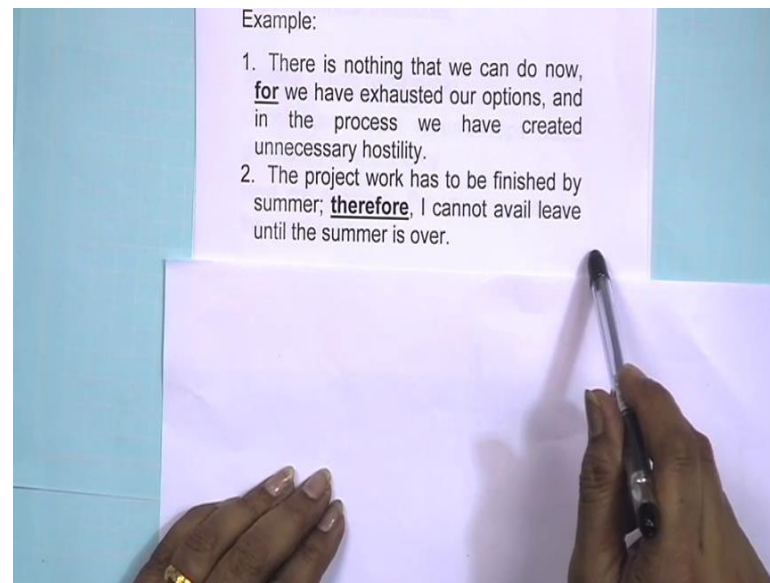 Example:
1. There is nothing that we can do now,
for we have exhausted our options, and
in the process we have created
unnecessary hostility.
2. The project work has to be finished by
summer; therefore, I cannot avail leave
until the summer is over.